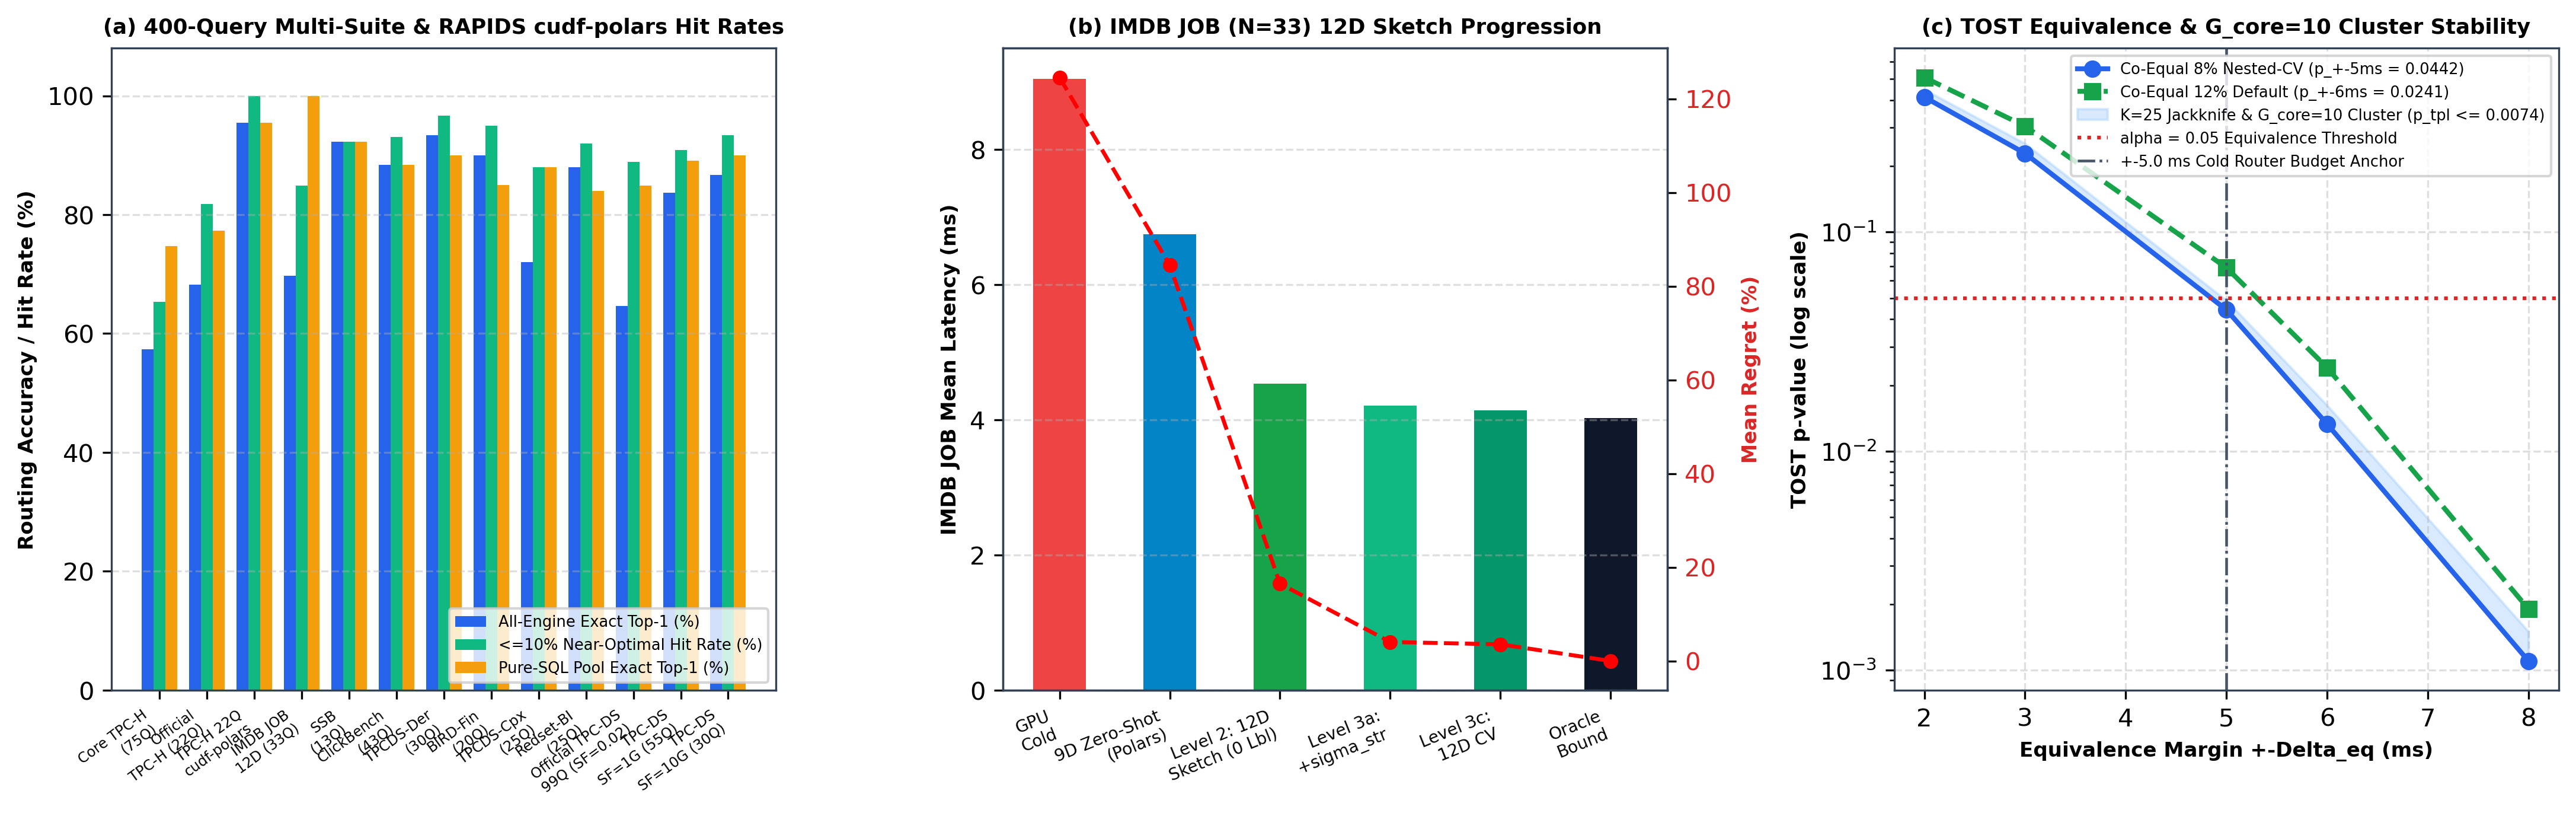 (a) 400-Query Multi-Suite & RAPIDS cudf-polars Hit Rates
Routing Accuracy / Hit Rate (%)
100
80
60
40
20
0
All-Engine Exact Top-1 (%)
<=10% Near-Optimal Hit Rate (%)
Pure-SQL Pool Exact Top-1 (%)
Core TPC-H
(75Q)
Official
TPC-H (22Q)
TPC-H 22Q
cudf-polars
IMDB JOB
12D (33Q)
SSB
(13Q)
ClickBench
(43Q)
TPCDS-Der
(30Q)
BIRD-Fin
(20Q)
TPCDS-Cpx
(25Q)
Redset-BI
(25Q)
Official TPC-DS
99Q (SF=0.02)
TPC-DS
SF=1G (55Q)
TPC-DS
SF=10G (30Q)
(b) IMDB JOB (N=33) 12D Sketch Progression
IMDB JOB Mean Latency (ms)
8
6
4
2
0
Mean Regret (%)
120
100
80
60
40
20
0
GPU
Cold
9D Zero-Shot
(Polars)
Level 2: 12D
Sketch (0 Lbl)
Level 3a:
+sigma_str
Level 3c:
12D CV
Oracle
Bound
(c) TOST Equivalence & G_core=10 Cluster Stability
Co-Equal 8% Nested-CV (p_+-5ms = 0.0442)
Co-Equal 12% Default (p_+-6ms = 0.0241)
K=25 Jackknife & G_core=10 Cluster (p_tpl <= 0.0074)
alpha = 0.05 Equivalence Threshold
+-5.0 ms Cold Router Budget Anchor
TOST p-value (log scale)
10⁻¹
10⁻²
10⁻³
2
3
4
5
6
7
8
Equivalence Margin +-Delta_eq (ms)